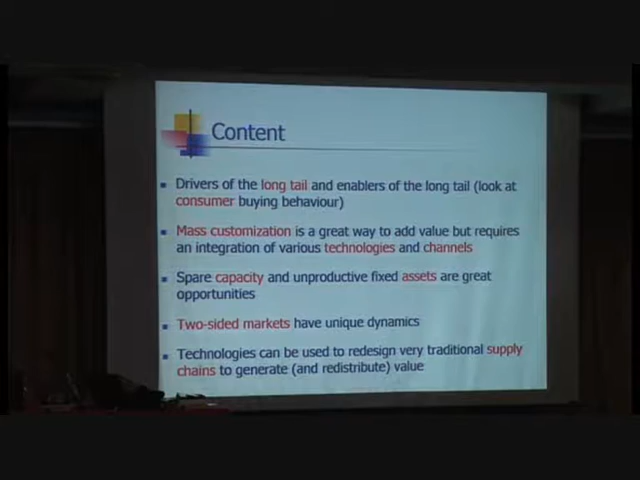 Content
Drivers of the long tail and enablers of the long tail (look at
consumer buying behaviour)
Mass customization is a great way to add value but requires
an integration of various technologies and channels
Spare capacity and unproductive fixed assets are great
opportunities
Two-sided markets have unique dynamics
Technologies can be used to redesign very traditional supply
chains to generate (and redistribute) value